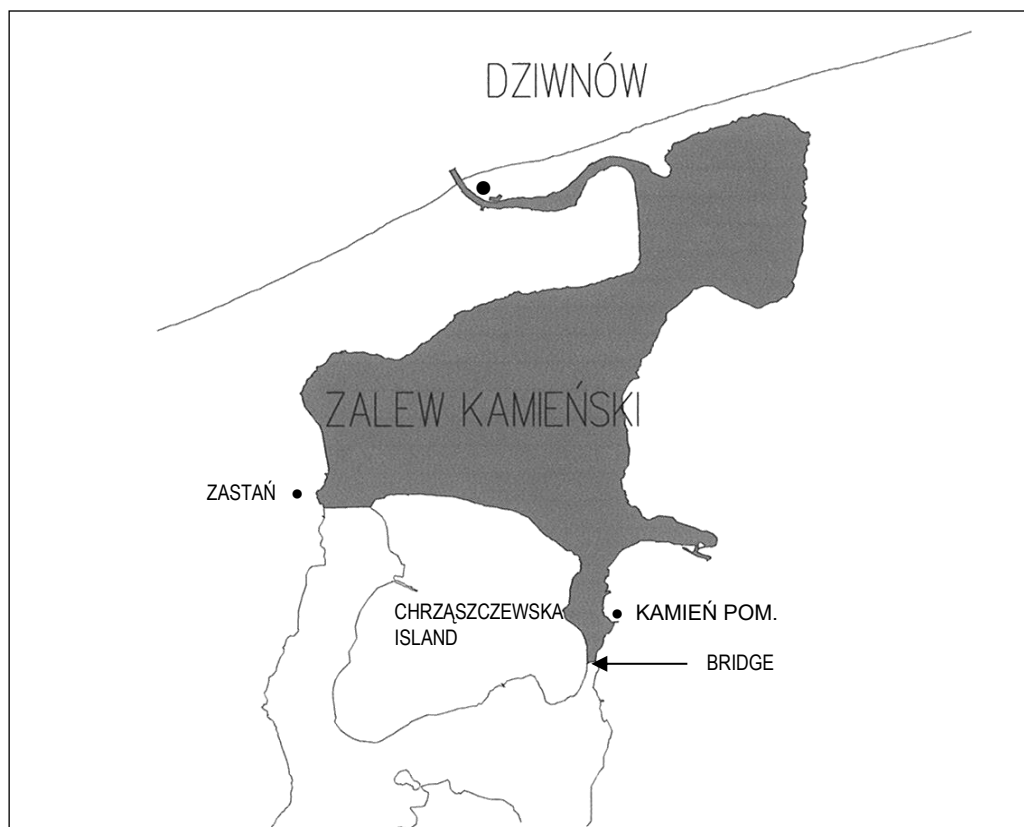 DZIWNÓW
ZALEW KAMIEŃSKI
ZASTAŃ
CHRZĄSZCZEWSKA
ISLAND
KAMIEŃ POM.
BRIDGE